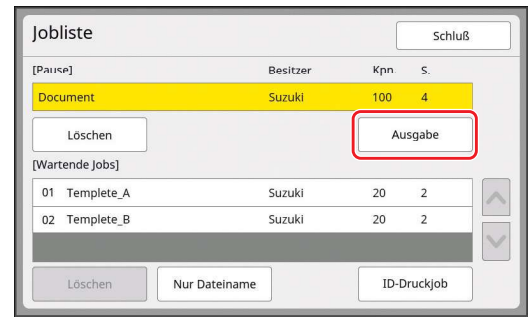 Jobliste Schluß
[Pause] Besitzer Kpn. S.
Document Suzuki 100 4
Löschen Ausgabe
[Wartende Jobs]
01 Templete_A Suzuki 20 2
02 Templete_B Suzuki 20 2
Löschen Nur Dateiname ID-Druckjob